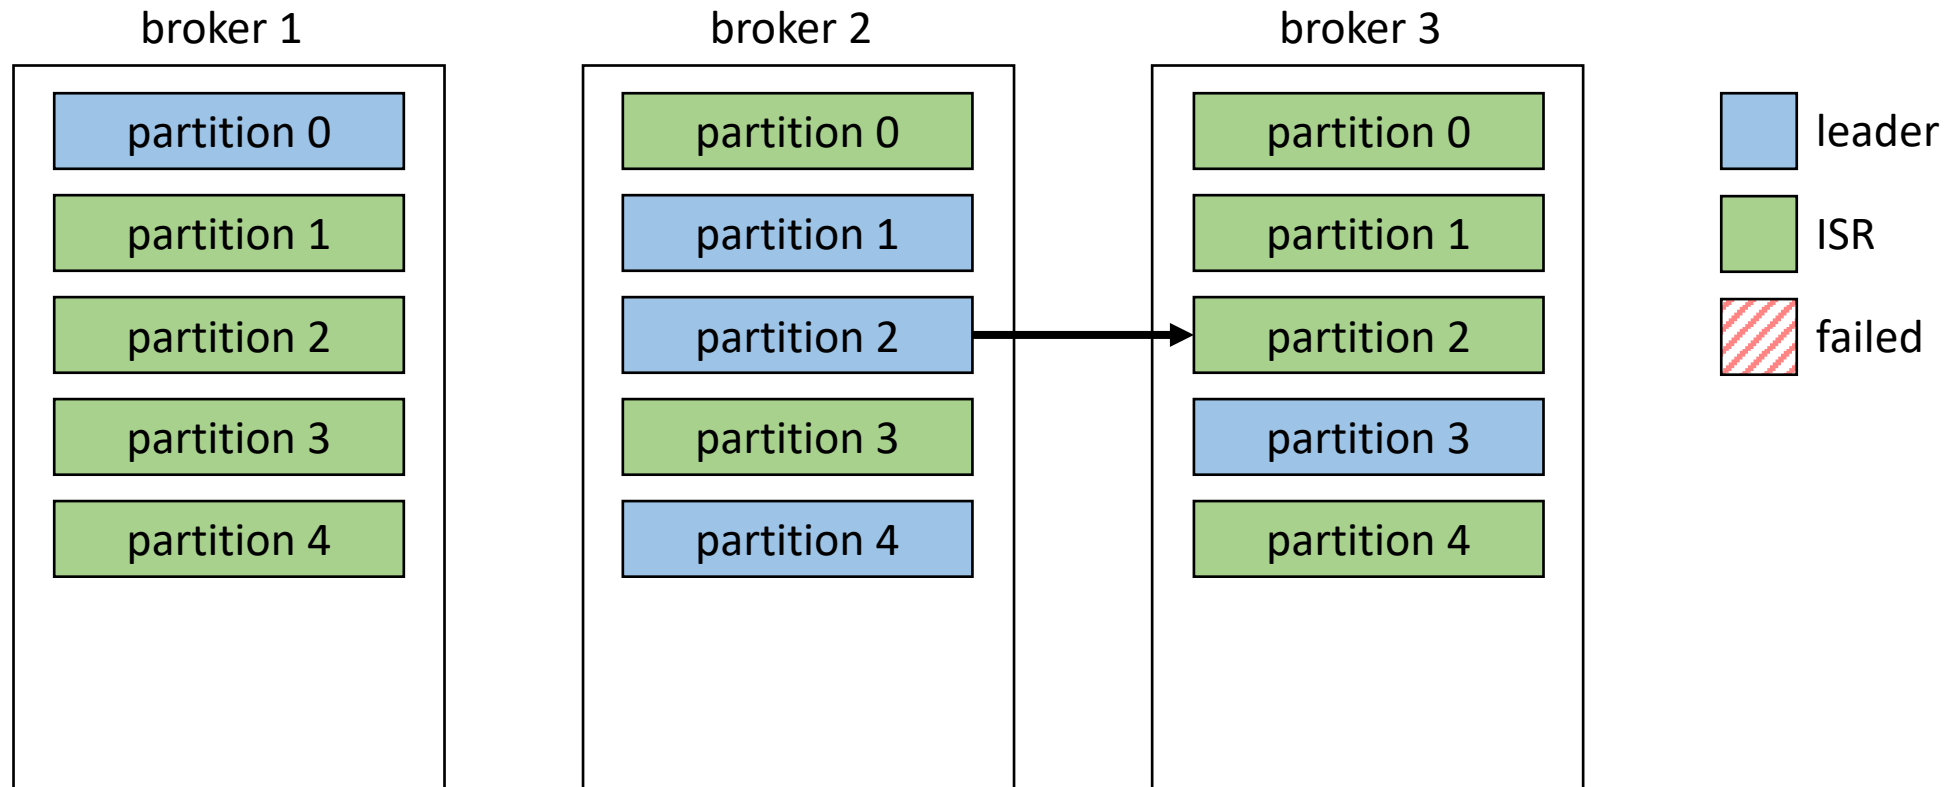 broker 1
partition 0
partition 1
partition 2
partition 3
partition 4
broker 2
partition 0
partition 1
partition 2
partition 3
partition 4
broker 3
partition 0
partition 1
partition 2
partition 3
partition 4
leader
ISR
failed